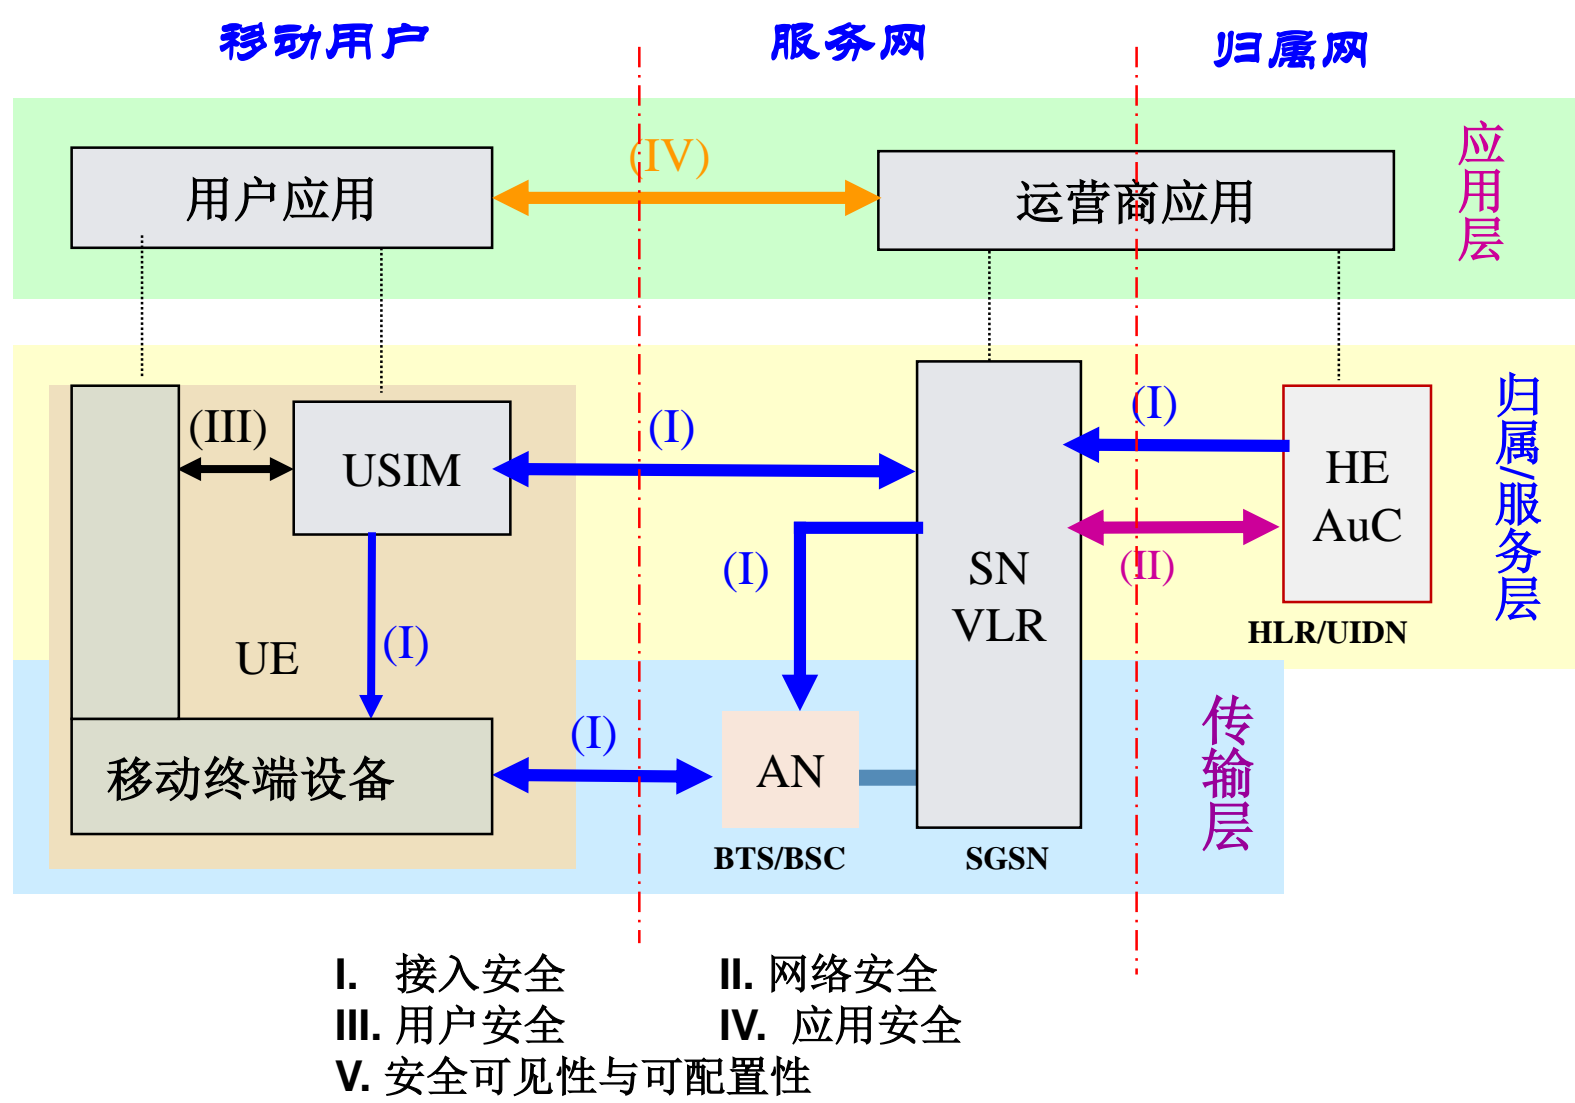 移动用户
服务网
归属网
应用层
(IV)
用户应用
运营商应用
归属/服务层
(III)
USIM
(I)
(I)
HE
AuC
(I)
SN
VLR
(II)
HLR/UIDN
UE
(I)
传输层
(I)
移动终端设备
AN
BTS/BSC
SGSN
I. 接入安全
II. 网络安全
III. 用户安全
IV. 应用安全
V. 安全可见性与可配置性